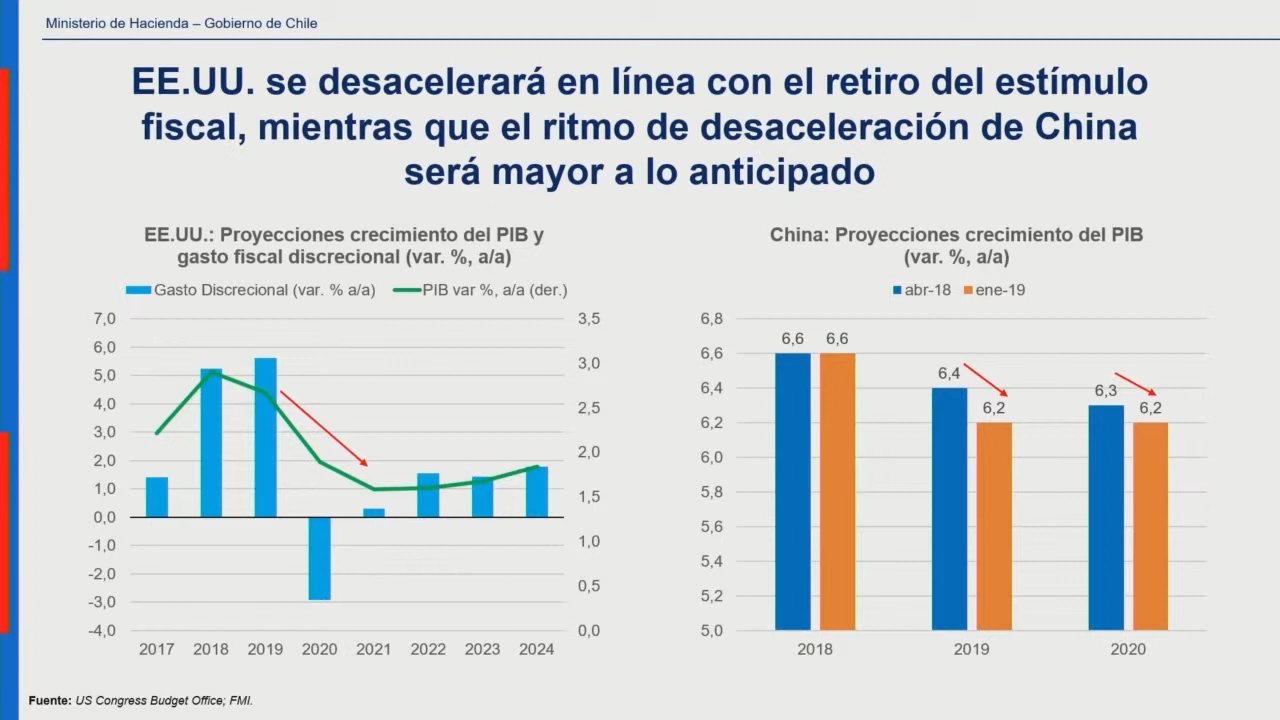 Ministerio de Hacienda – Gobierno de Chile
EE.UU. se desacelerará en línea con el retiro del estímulo
fiscal, mientras que el ritmo de desaceleración de China
será mayor a lo anticipado
EE.UU.: Proyecciones crecimiento del PIB y
gasto fiscal discrecional (var. %, a/a)
Gasto Discrecional (var. % a/a) PIB var %, a/a (der.)
7,0 3,5
6,0
5,0 3,0
4,0 2,5
3,0
2,0 2,0
1,0 1,5
0,0
-1,0 1,0
-2,0
-3,0 0,5
-4,0 0,0
2017 2018 2019 2020 2021 2022 2023 2024
China: Proyecciones crecimiento del PIB
(var. %, a/a)
abr-18 ene-19
6,8
6,6
6,4
6,2
6,0
5,8
5,6
5,4
5,2
5,0
6,6 6,6
6,4 6,2
6,3 6,2
2018 2019 2020
Fuente: US Congress Budget Office; FMI.